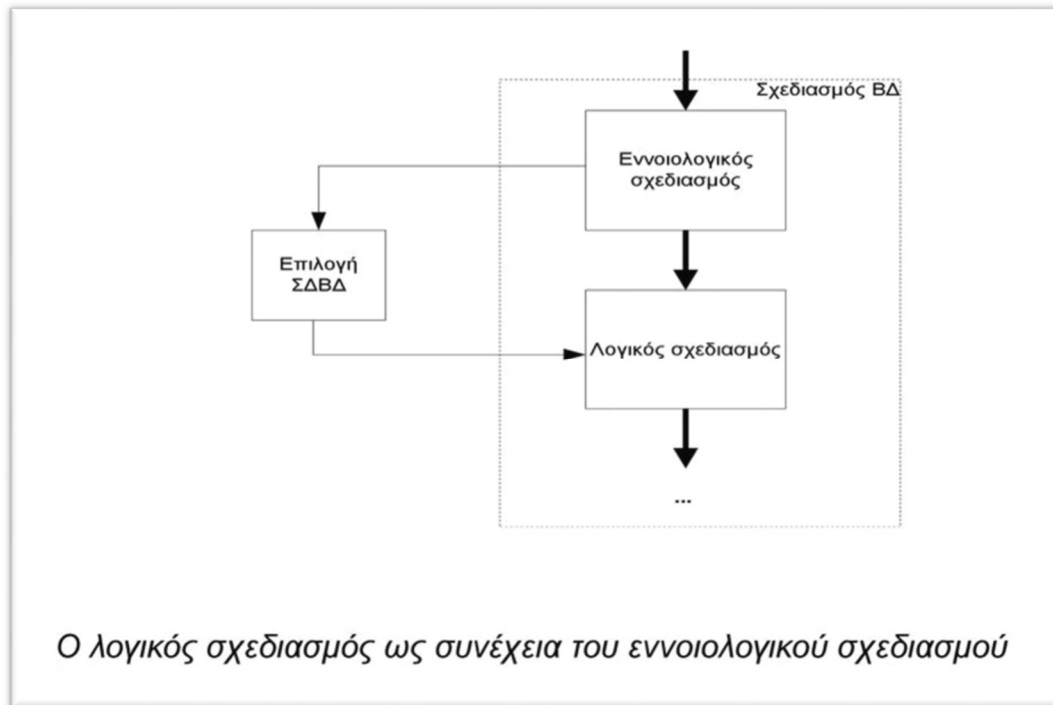 Σχεδιασμός ΒΔ
Εννοιολογικός
σχεδιασμός
Επιλογή
ΣΔΒΔ
Λογικός σχεδιασμός
...
Ο λογικός σχεδιασμός ως συνέχεια του εννοιολογικού σχεδιασμού